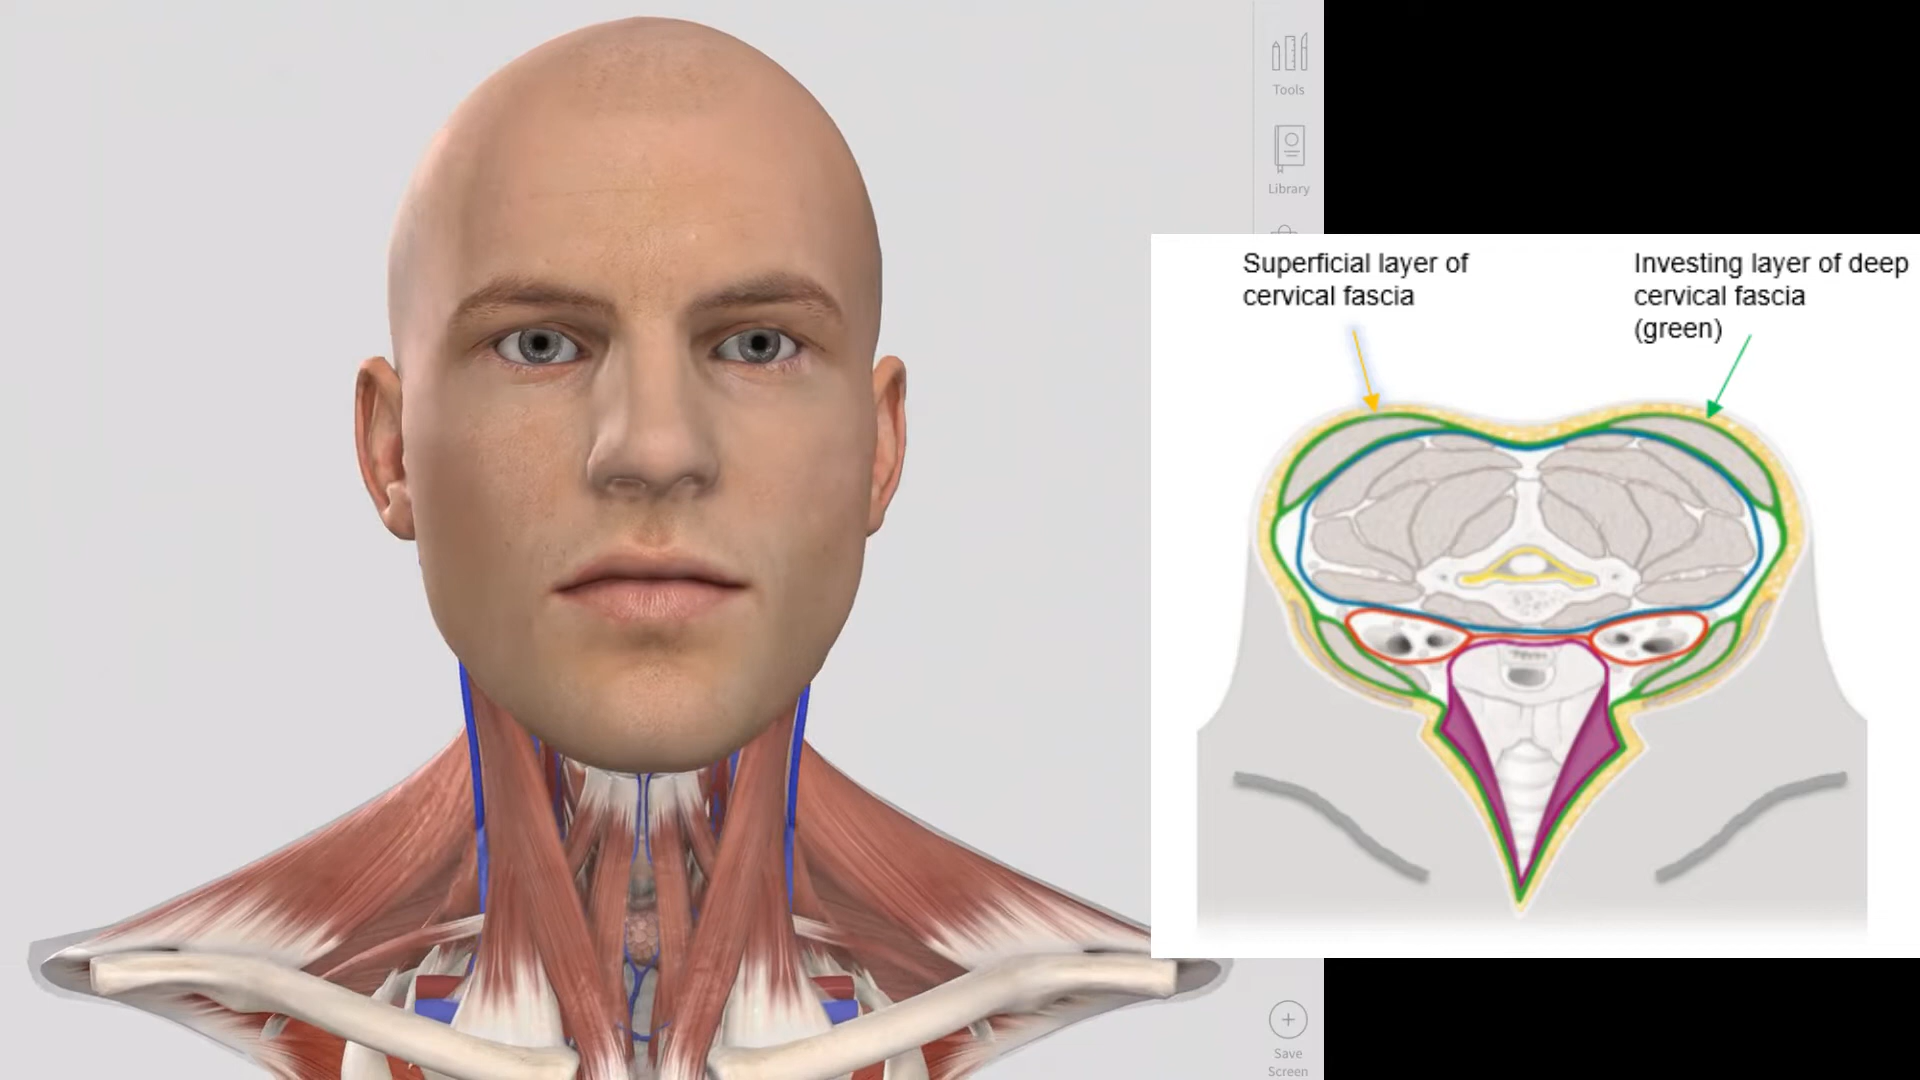 Tools
Library
Superficial layer of
cervical fascia
Investing layer of deep
cervical fascia
(green)
Save
Screen